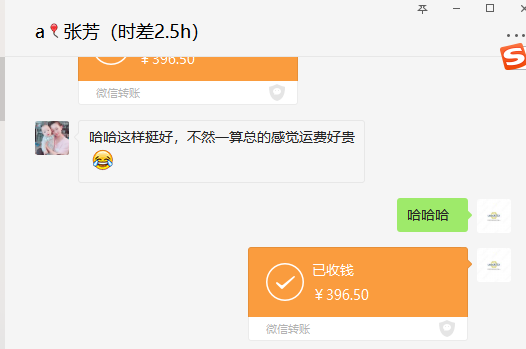 a 张芳（时差2.5h）
￥396.50
微信转账
哈哈这样挺好，不然一算总的感觉运费好贵
哈哈哈
已收钱
￥396.50
微信转账